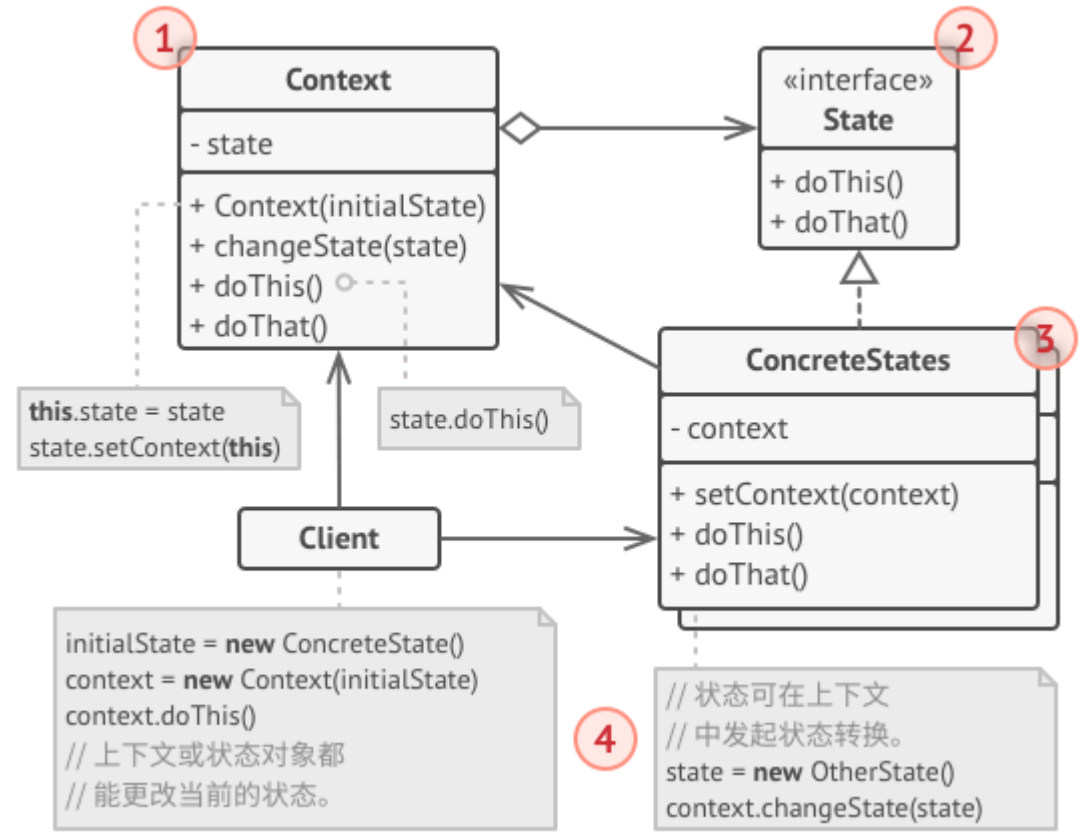 1
Context
- state
+ Context(initialState)
+ changeState(state)
+ doThis()
+ doThat()
2
«interface»
State
+ doThis()
+ doThat()
this.state = state
state.setContext(this)
state.doThis()
3
ConcreteStates
- context
+ setContext(context)
+ doThis()
+ doThat()
Client
initialState = new ConcreteState()
context = new Context(initialState)
context.doThis()
// 上下文或状态对象都
// 能更改当前的状态。
4
// 状态可在上下文
// 中发起状态转换。
state = new OtherState()
context.changeState(state)